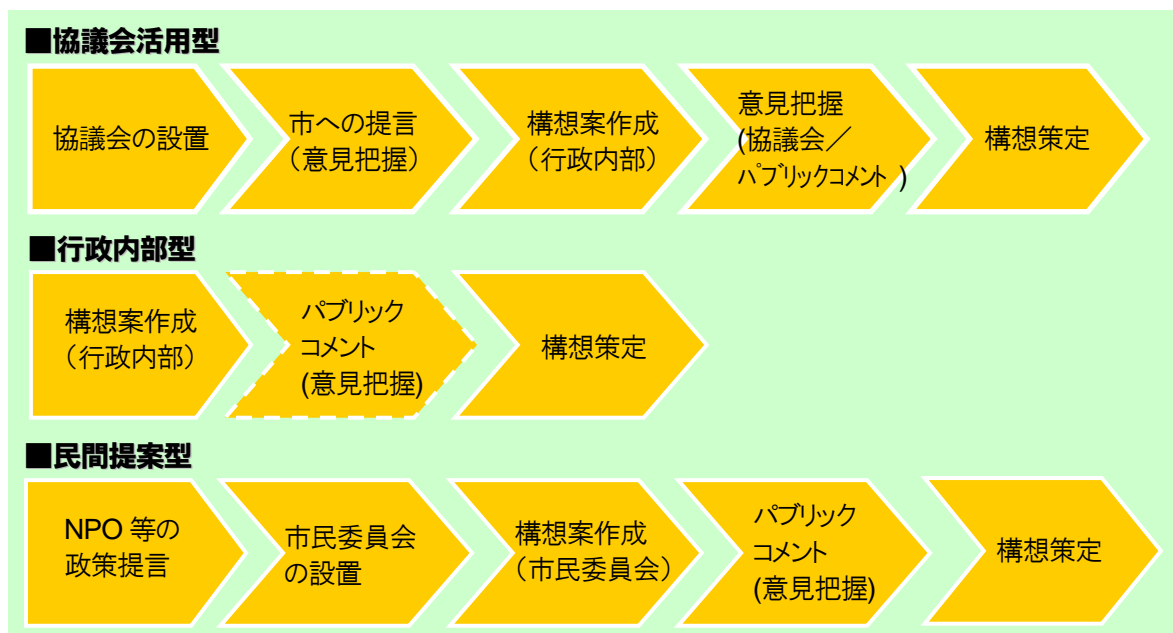 ■協議会活用型
協議会の設置
市への提言
（意見把握）
構想案作成
（行政内部）
意見把握
(協議会／
パブリックコメント )
構想策定
■行政内部型
構想案作成
（行政内部）
パブリック
コメント
(意見把握)
構想策定
■民間提案型
NPO 等の
政策提言
市民委員会
の設置
構想案作成
（市民委員会）
パブリック
コメント
(意見把握)
構想策定